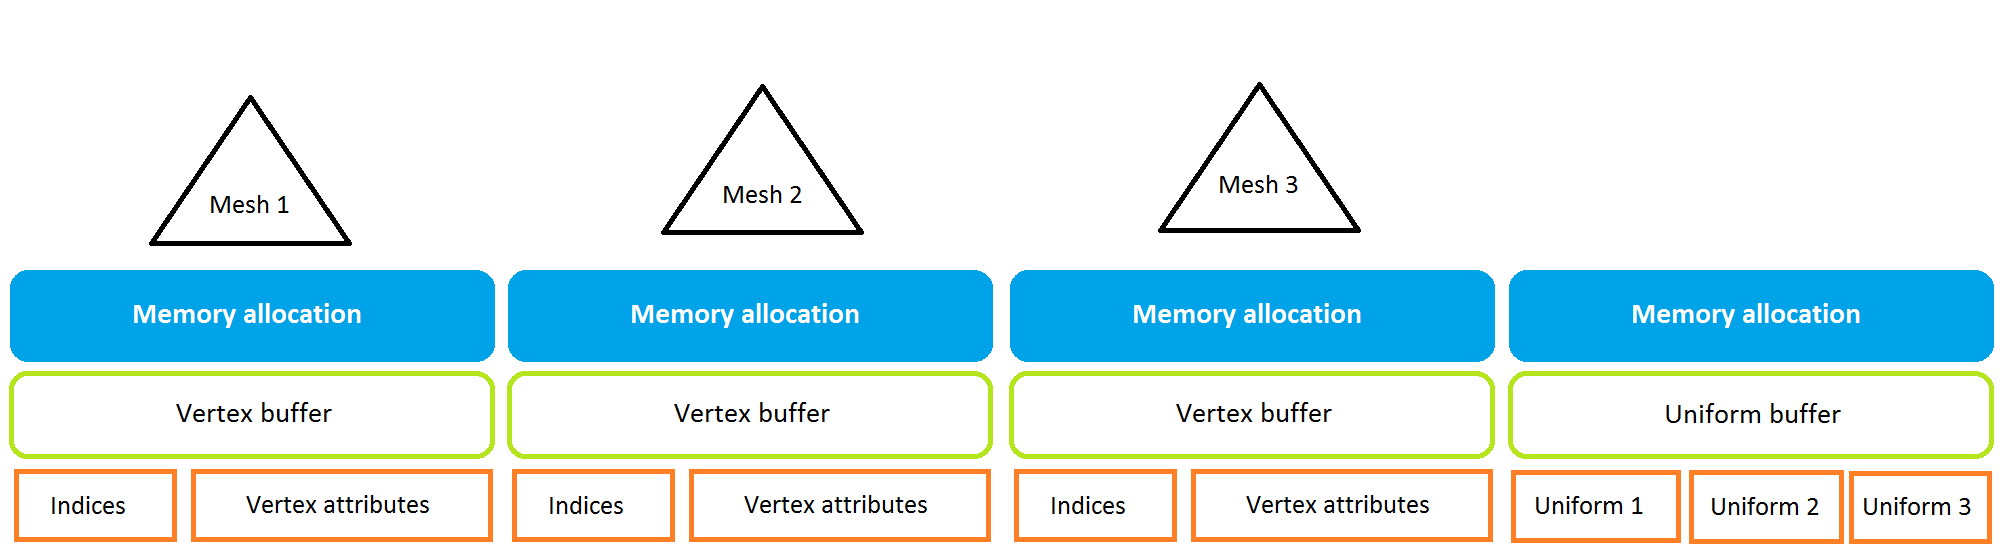 Mesh 1
Mesh 2
Mesh 3
Memory allocation
Memory allocation
Memory allocation
Memory allocation
Vertex buffer
Vertex buffer
Vertex buffer
Uniform buffer
Indices
Vertex attributes
Indices
Vertex attributes
Indices
Vertex attributes
Uniform 1
Uniform 2
Uniform 3